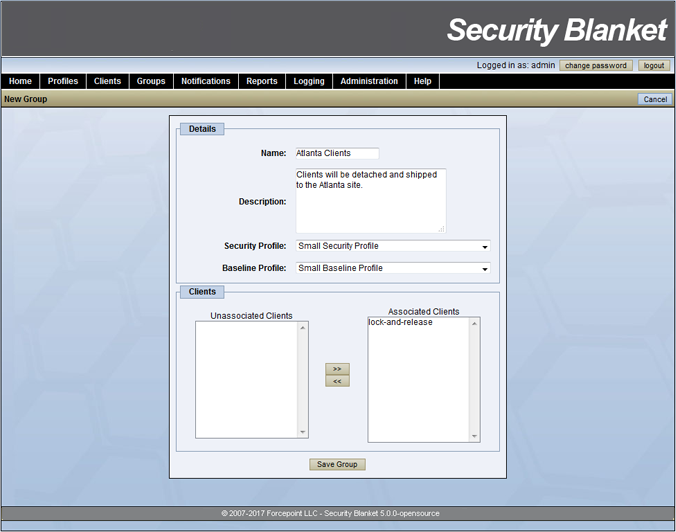 Security Blanket
Logged in as: admin change password logout
Home Profiles Clients Groups Notifications Reports Logging Administration Help
New Group Cancel
Details
Name: Atlanta Clients
Description: Clients will be detached and shipped
to the Atlanta site.
Security Profile: Small Security Profile
Baseline Profile: Small Baseline Profile
Clients
Unassociated Clients Associated Clients
lock-and-release
>>
<<
Save Group
© 2007-2017 Forcepoint LLC - Security Blanket 5.0.0-opensource